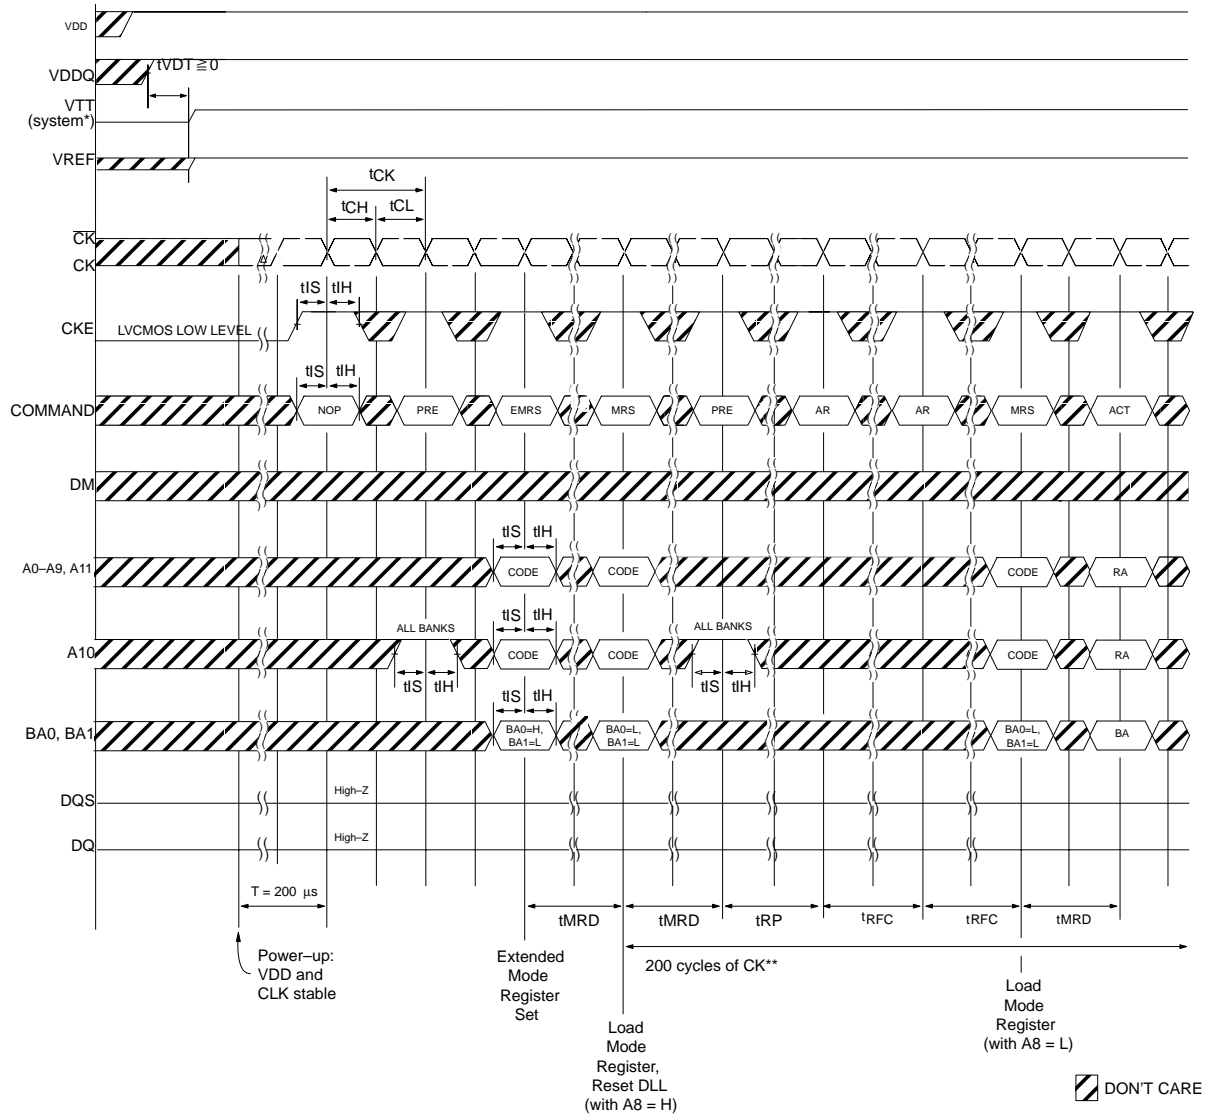 VDD
VDDQ
tVDT ≧ 0
VTT
(system*)
VREF
tCK
tCH
tCL
CK
CK
tIS
tIH
CKE
LVCMOS LOW LEVEL
tIS
tIH
COMMAND
NOP
PRE
EMRS
MRS
PRE
AR
AR
MRS
ACT
DM
tIS
tIH
A0–A9, A11
CODE
CODE
CODE
RA
tIS
tIH
ALL BANKS
ALL BANKS
A10
CODE
CODE
CODE
RA
tIS
tIH
tIS
tIH
tIS
tIH
BA0, BA1
BA0=H,
BA1=L
BA0=L,
BA1=L
BA0=L,
BA1=L
BA
DQS
High–Z
DQ
High–Z
T = 200 µs
tMRD
tMRD
tRP
tRFC
tRFC
tMRD
200 cycles of CK**
Power–up:
VDD and
CLK stable
Extended
Mode
Register
Set
Load
Mode
Register,
Reset DLL
(with A8 = H)
Load
Mode
Register
(with A8 = L)
DON'T CARE